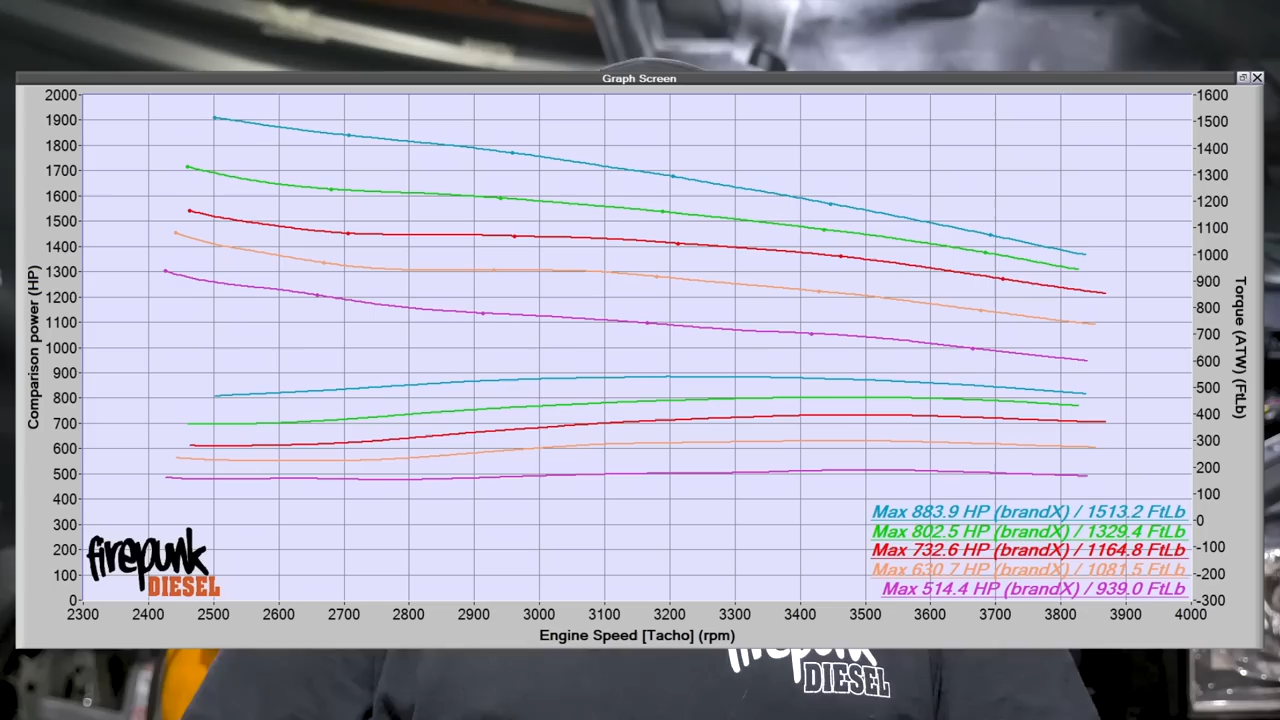 Graph Screen
2000
1900
1800
1700
1600
1500
1400
1300
1200
1100
1000
900
800
700
600
500
400
300
200
100
0
Comparison power (HP)
1600
1500
1400
1300
1200
1100
1000
900
800
700
600
500
400
300
200
100
0
-100
-200
-300
Torque (ATW) (FtLb)
Max 883.9 HP (brandX) / 1513.2 FtLb
Max 802.5 HP (brandX) / 1329.4 FtLb
Max 732.6 HP (brandX) / 1164.8 FtLb
Max 630.7 HP (brandX) / 1081.5 FtLb
Max 514.4 HP (brandX) / 939.0 FtLb
firepunk
DIESEL
2300 2400 2500 2600 2700 2800 2900 3000 3100 3200 3300 3400 3500 3600 3700 3800 3900 4000
Engine Speed [Tacho] (rpm)
firepunk
DIESEL